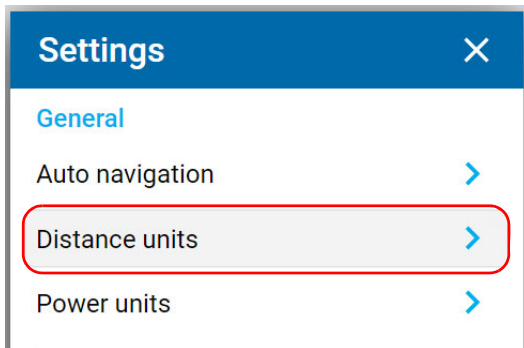 Settings
General
Auto navigation
Distance units
Power units